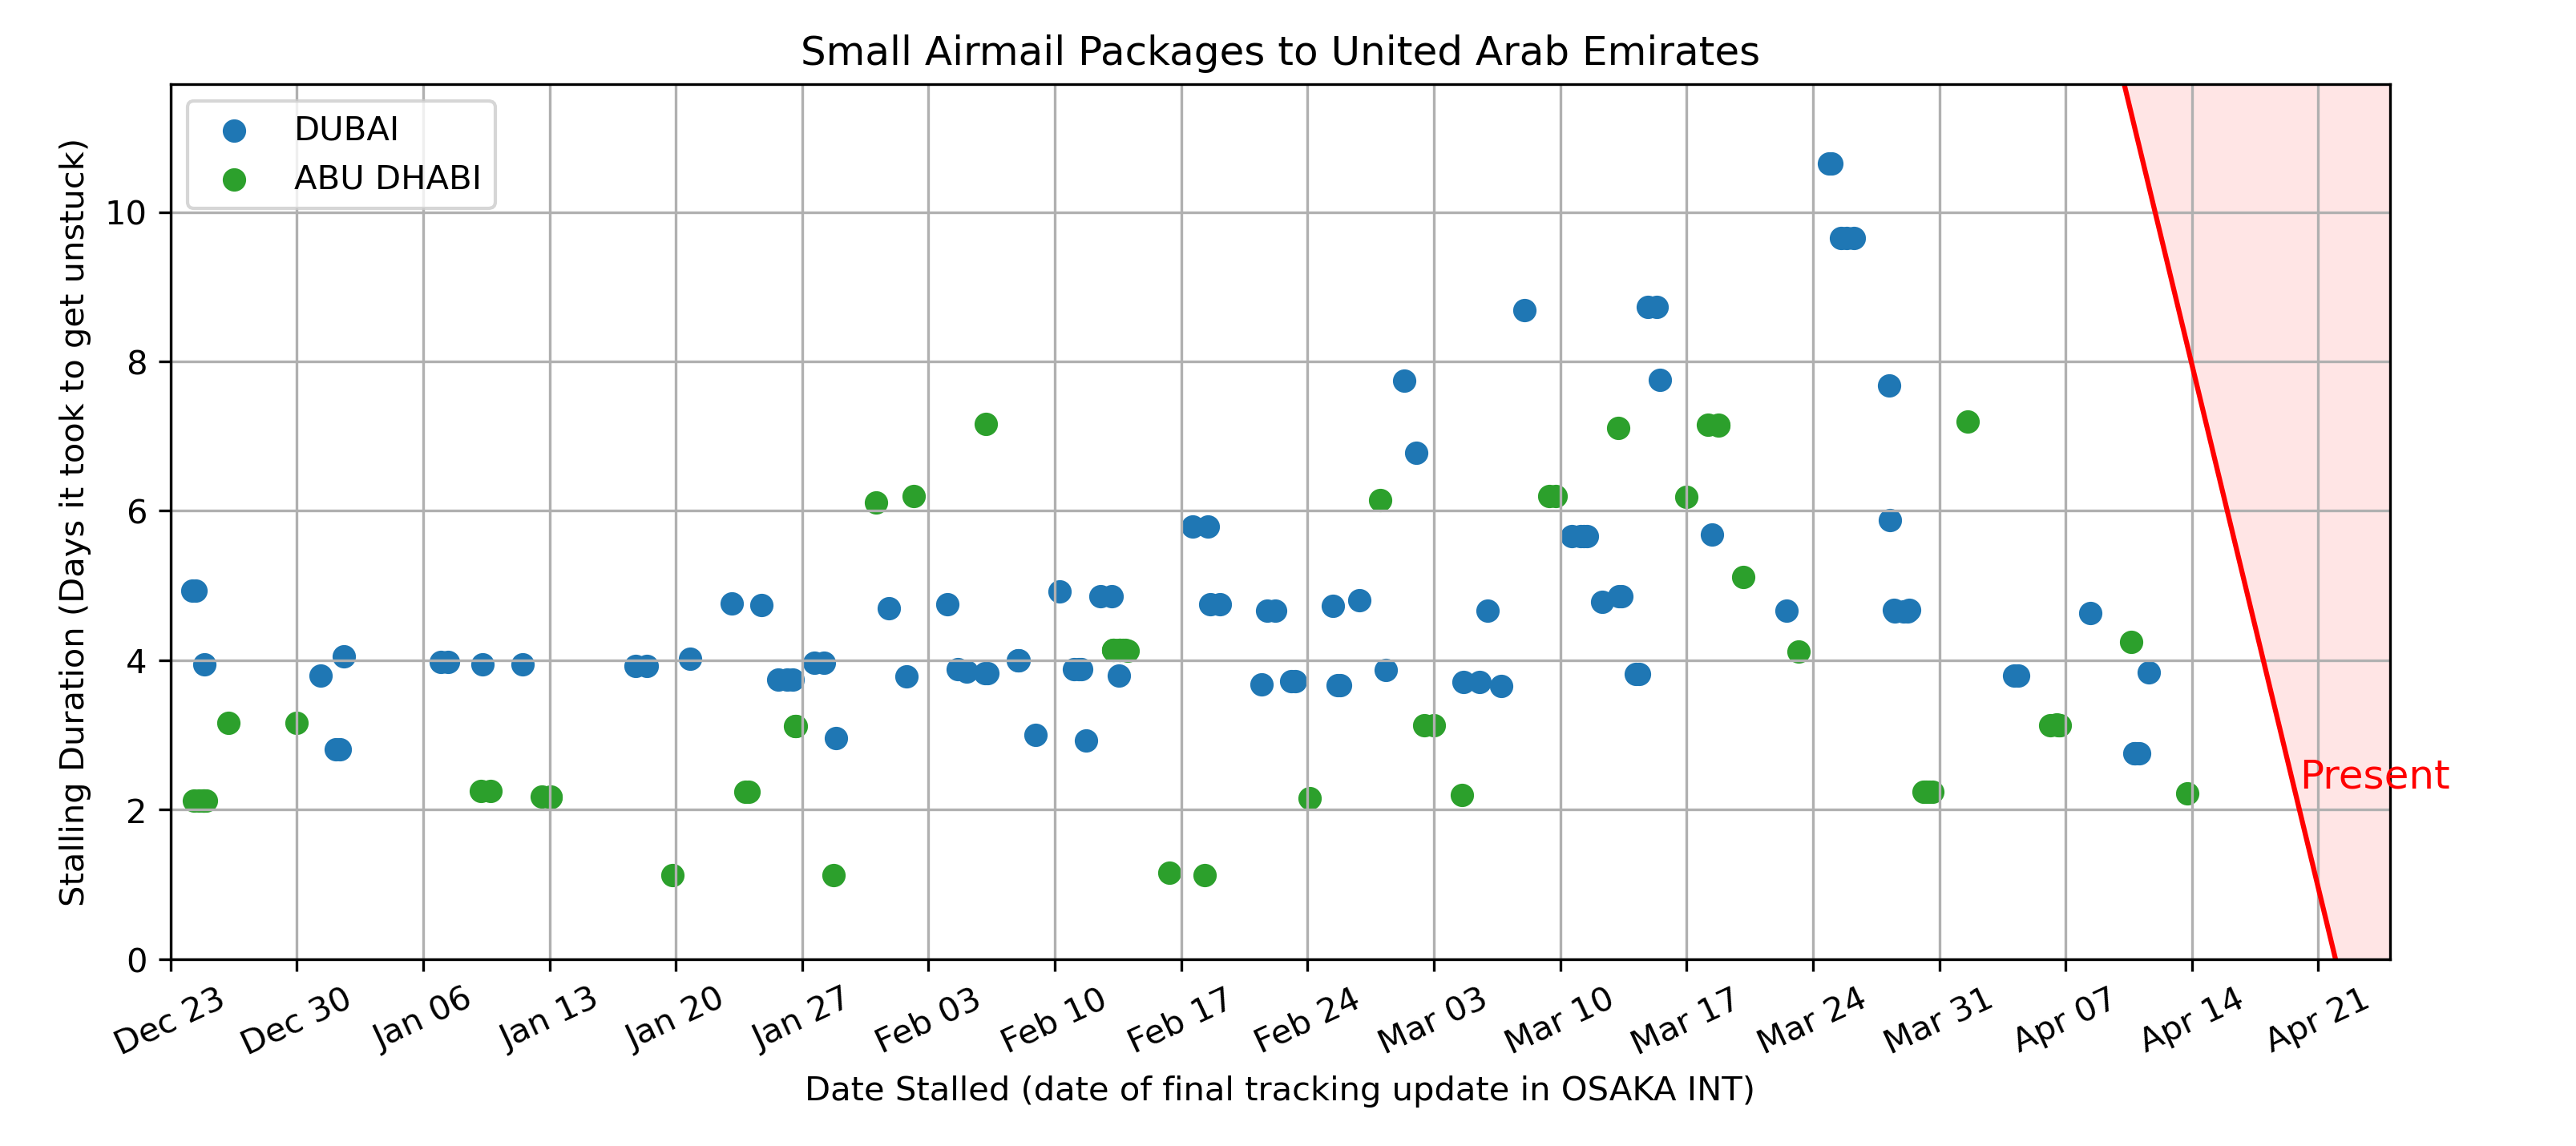 Small Airmail Packages to United Arab Emirates
DUBAI
ABU DHABI
Stalling Duration (Days it took to get unstuck)
10
8
6
4
2
0
Present
Dec 23
Dec 30
Jan 06
Jan 13
Jan 20
Jan 27
Feb 03
Feb 10
Feb 17
Feb 24
Mar 03
Mar 10
Mar 17
Mar 24
Mar 31
Apr 07
Apr 14
Apr 21
Date Stalled (date of final tracking update in OSAKA INT)